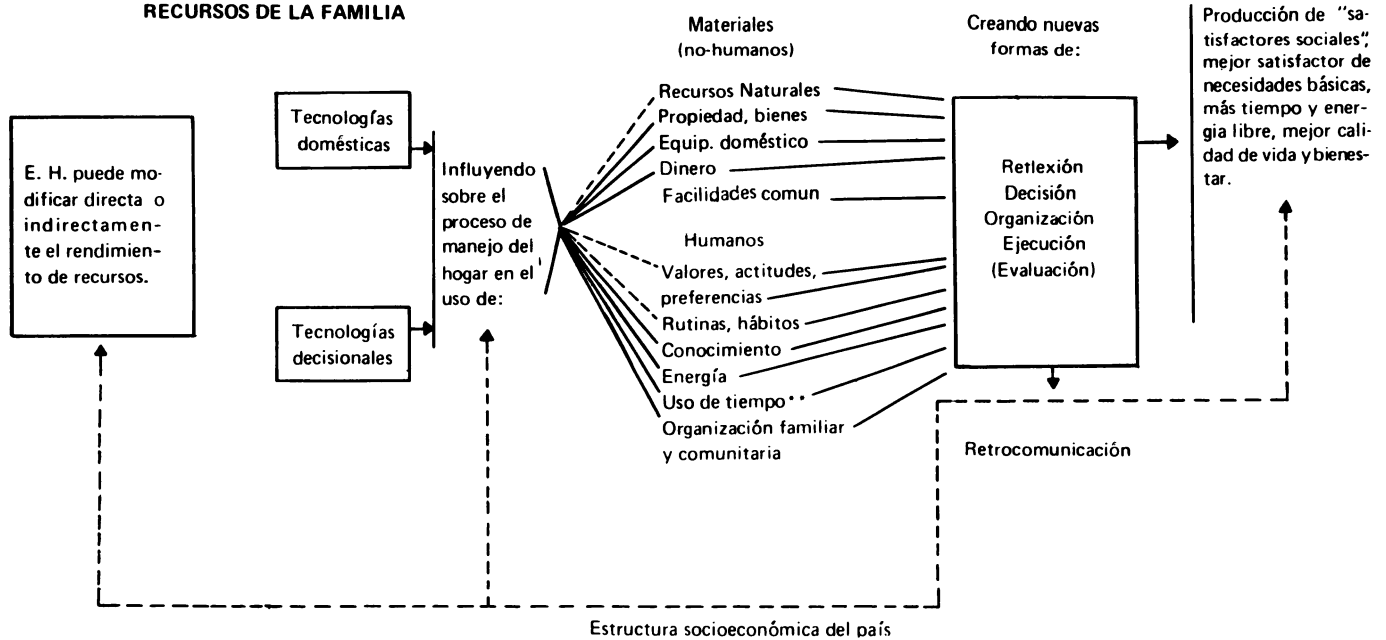 RECURSOS DE LA FAMILIA
E. H. puede mo-
dificar directa o
indirectamen-
te el rendimien-
to de recursos.
Tecnologías
domésticas
Tecnologías
decisionales
Influyendo
sobre el
proceso de
manejo del
hogar en el
uso de:
Materiales
(no-humanos)
Recursos Naturales
Propiedad, bienes
Equip. doméstico
Dinero
Facilidades comun
Humanos
Valores, actitudes,
preferencias
Rutinas, hábitos
Conocimiento
Energía
Uso de tiempo
Organización familiar
y comunitaria
Creando nuevas
formas de:
Retlexión
Decisión
Organización
Ejecución
(Evaluación)
Producción de "sa-
tisfactores sociales",
mejor satisfactor de
necesidades básicas,
más tiempo y ener-
gia libre, mejor cali-
dad de vida y bienes-
tar.
Retrocomunicación
Estructura socioeconómica del país